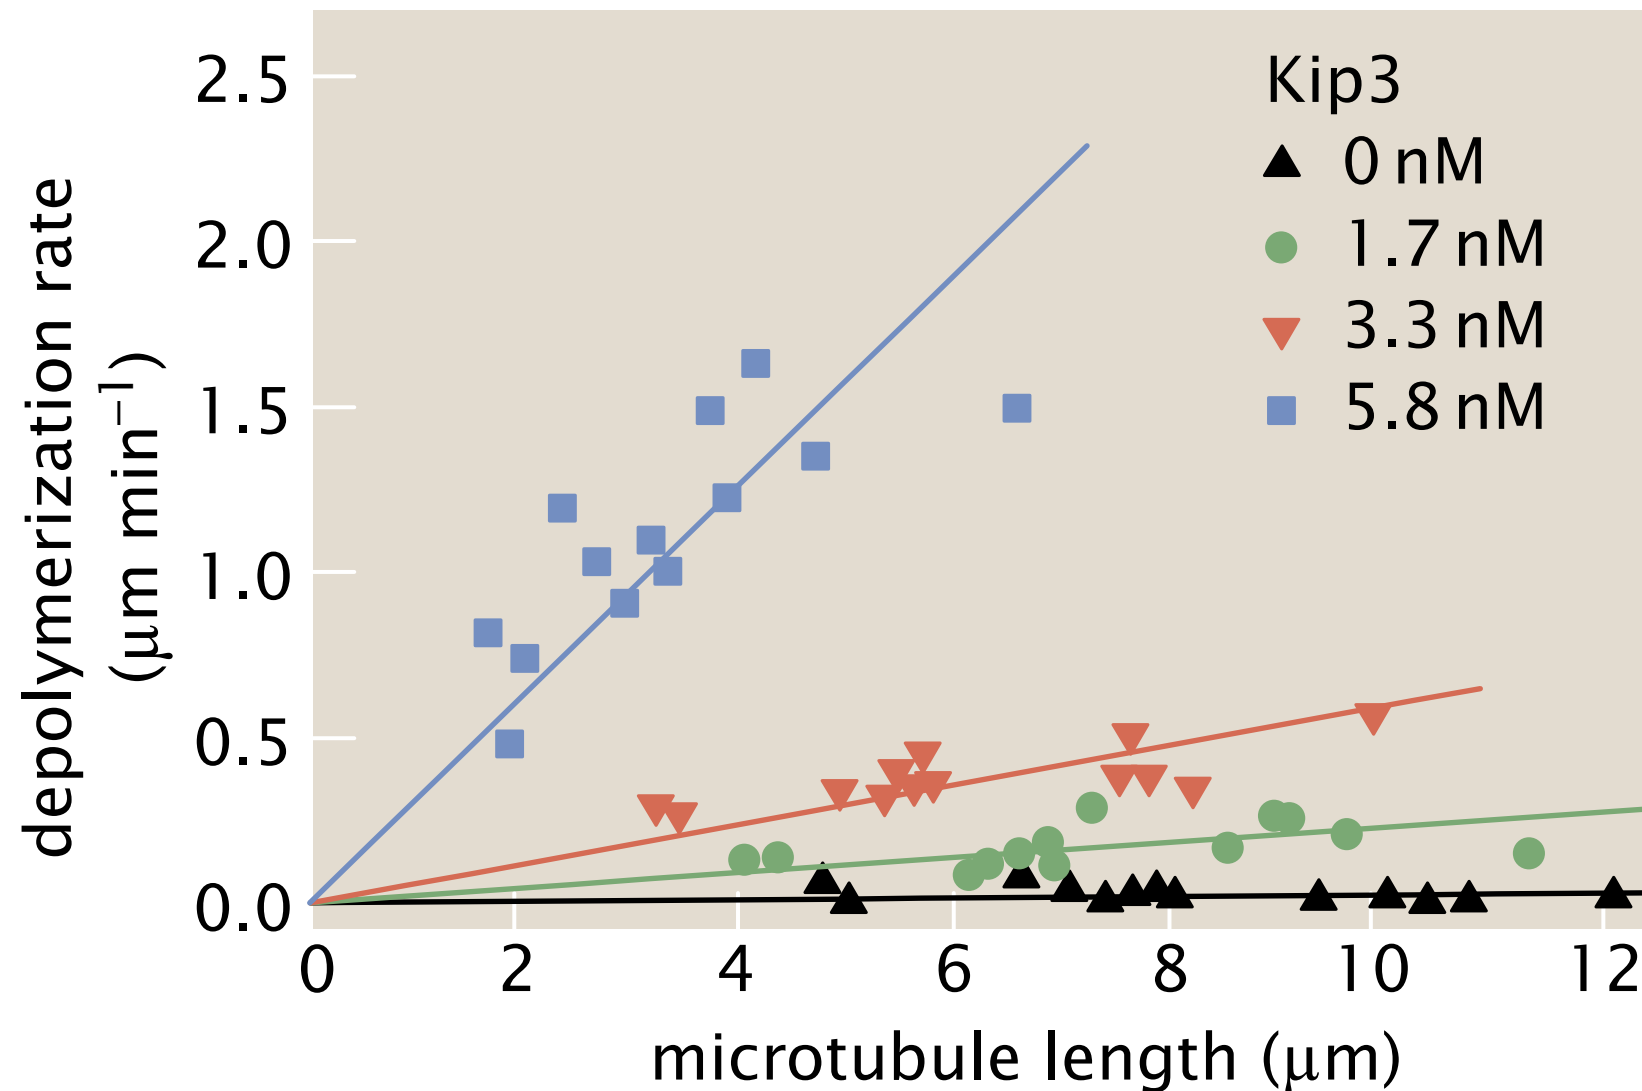 depolymerization rate
(μm min⁻¹)
2.5
2.0
1.5
1.0
0.5
0.0
Kip3
0 nM
1.7 nM
3.3 nM
5.8 nM
0 2 4 6 8 10 12
microtubule length (μm)